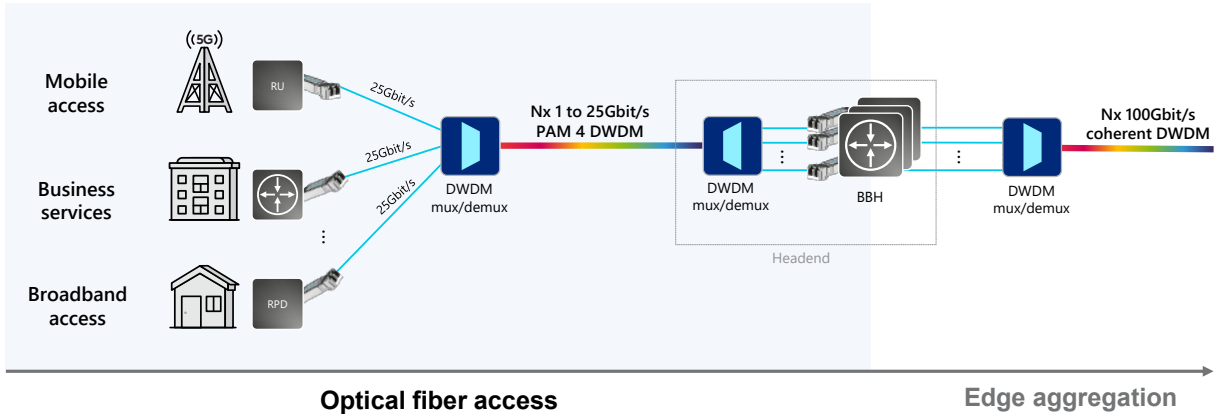 ((5G))
Mobile
access
RU
25Gbit/s
Business
services
25Gbit/s
25Gbit/s
Broadband
access
RPD
DWDM
mux/demux
Nx 1 to 25Gbit/s
PAM 4 DWDM
DWDM
mux/demux
BBH
Headend
DWDM
mux/demux
Nx 100Gbit/s
coherent DWDM
Optical fiber access
Edge aggregation